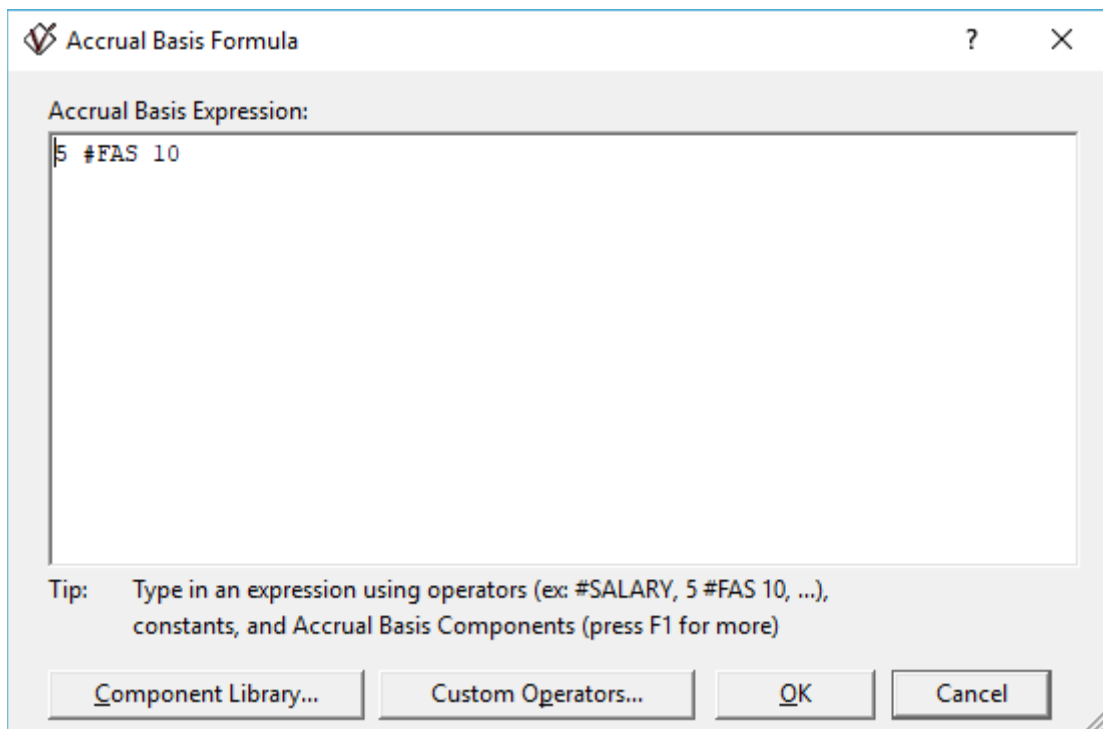 Accrual Basis Formula
?
Accrual Basis Expression:
5 #FAS 10
Tip: Type in an expression using operators (ex: #SALARY, 5 #FAS 10, ...),
constants, and Accrual Basis Components (press F1 for more)
Component Library... Custom Operators... OK Cancel